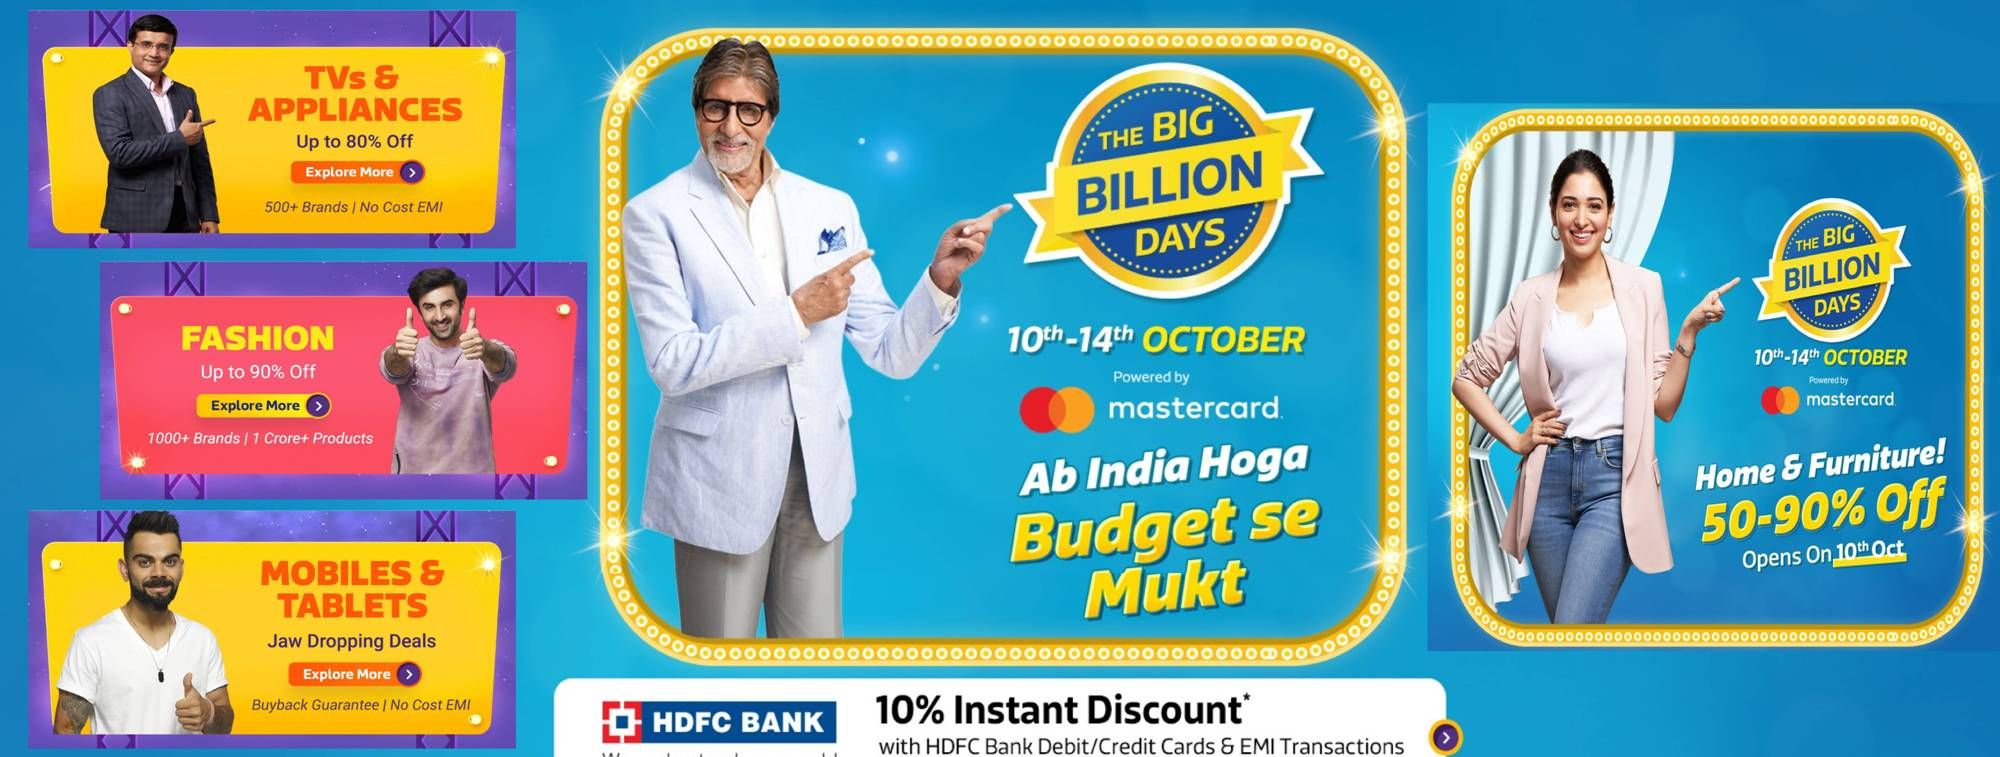 TVs &
APPLIANCES
Up to 80% Off
Explore More
500+ Brands | No Cost EMI
FASHION
Up to 90% Off
Explore More
1000+ Brands | 1 Crore+ Products
MOBILES &
TABLETS
Jaw Dropping Deals
Explore More
Buyback Guarantee | No Cost EMI
THE BIG
BILLION
DAYS
10th-14th OCTOBER
Powered by
mastercard.
Ab India Hoga
Budget se
Mukt
HDFC BANK
10% Instant Discount*
with HDFC Bank Debit/Credit Cards & EMI Transactions
THE BIG
BILLION
DAYS
10th-14th OCTOBER
Powered by
mastercard.
Home & Furniture!
50-90% Off
Opens On 10th Oct